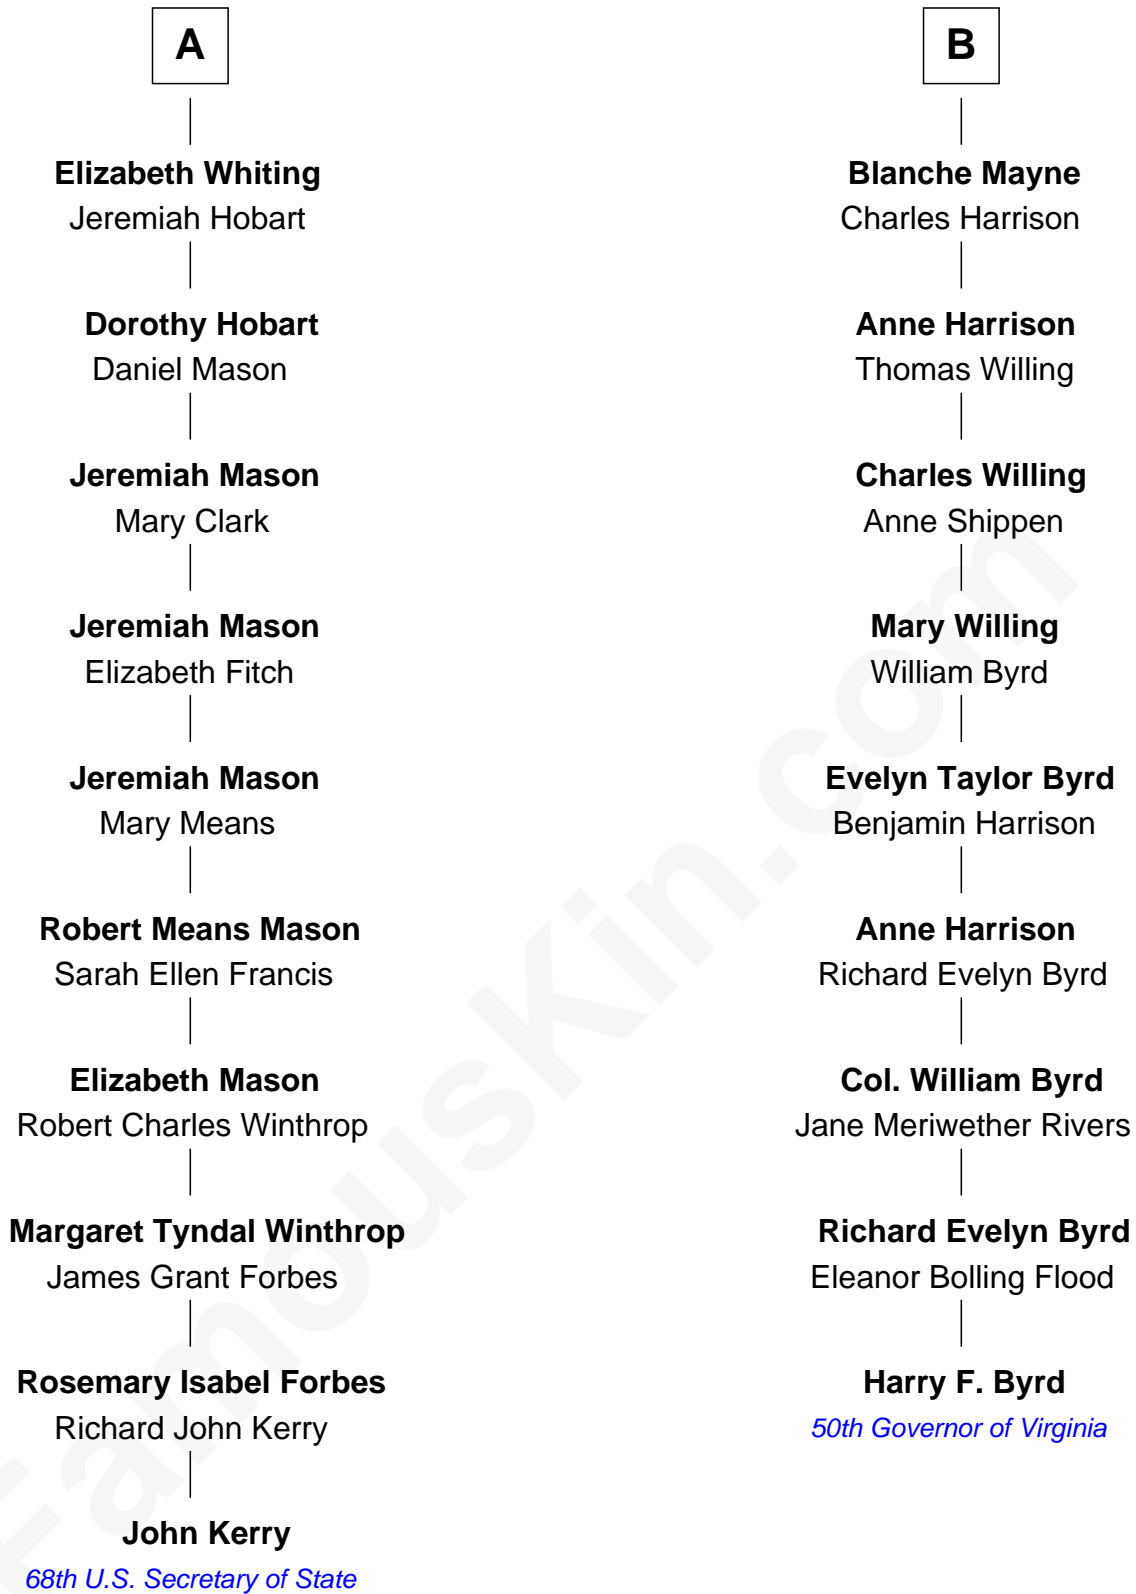 A
Elizabeth Whiting
Jeremiah Hobart
Dorothy Hobart
Daniel Mason
Jeremiah Mason
Mary Clark
Jeremiah Mason
Elizabeth Fitch
Jeremiah Mason
Mary Means
Robert Means Mason
Sarah Ellen Francis
Elizabeth Mason
Robert Charles Winthrop
Margaret Tyndal Winthrop
James Grant Forbes
Rosemary Isabel Forbes
Richard John Kerry
John Kerry
68th U.S. Secretary of State
B
Blanche Mayne
Charles Harrison
Anne Harrison
Thomas Willing
Charles Willing
Anne Shippen
Mary Willing
William Byrd
Evelyn Taylor Byrd
Benjamin Harrison
Anne Harrison
Richard Evelyn Byrd
Col. William Byrd
Jane Meriwether Rivers
Richard Evelyn Byrd
Eleanor Bolling Flood
Harry F. Byrd
50th Governor of Virginia
FamousKin.com